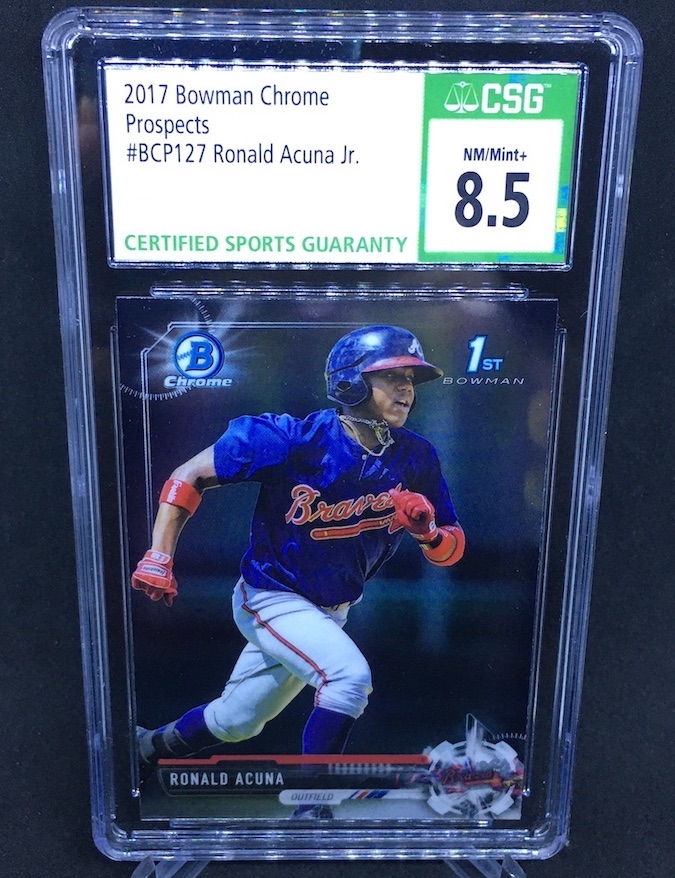 2017 Bowman Chrome
Prospects
#BCP127 Ronald Acuna Jr.
CERTIFIED SPORTS GUARANTY
CSG™
NM/Mint+
8.5
B
Chrome
1ST
BOWMAN
Braves
RONALD ACUNA
OUTFIELD